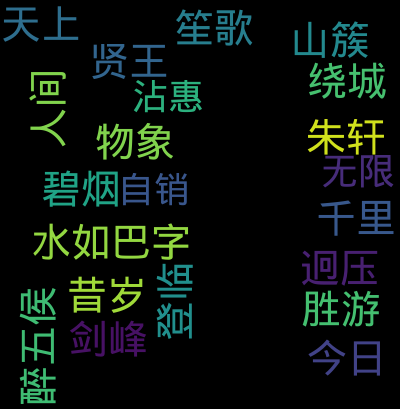 天上
笙歌
山簇
贤王
绕城
人间
沾惠
朱轩
物象
无限
碧烟
自销
千里
水如巴字
迥压
登临
昔岁
胜游
醉五侯
剑峰
今日